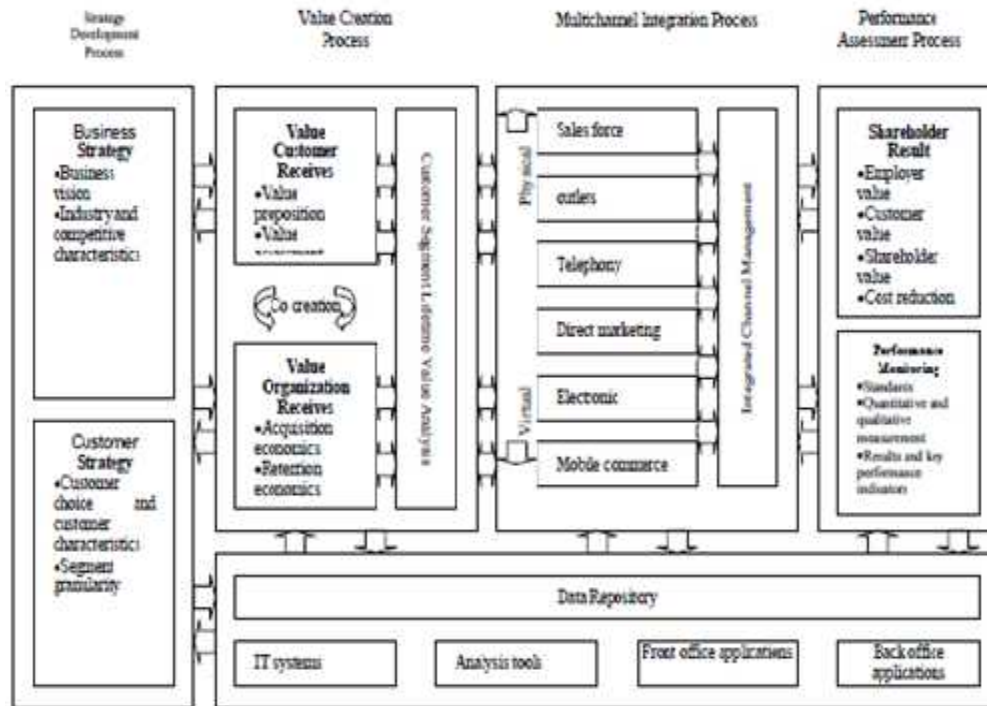 Strategy
Development
Process
Value Creation
Process
Multichannel Integration Process
Performance
Assessment Process
Business
Strategy
•Business
vision
•Industry and
competitive
characteristics
Customer
Strategy
•Customer
choice and
customer
characteristics
•Segment
granularity
Value
Customer
Receives
•Value
preposition
•Value
Co creation
Value
Organization
Receives
•Acquisition
economics
•Retention
economics
Customer Segment Lifetime Value Analysis
Physical
Virtual
Sales force
outlets
Telephony
Direct marketing
Electronic
Mobile commerce
Integrated Channel Management
Shareholder
Result
•Employer
value
•Customer
value
•Shareholder
value
•Cost reduction
Performance
Monitoring
•Standards
•Quantitative and
qualitative
measurement
•Results and key
performance
indicators
Data Repository
IT systems
Analysis tools
Front office applications
Back office
applications